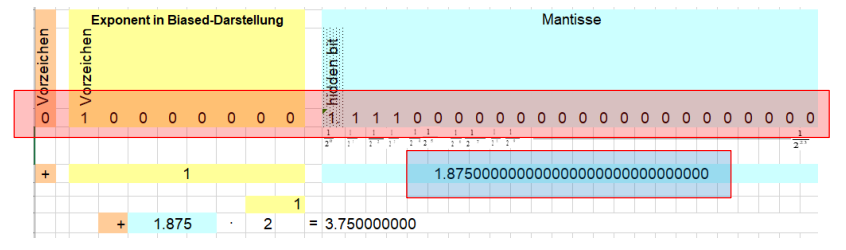 Exponent in Biased-Darstellung
Mantisse
Vorzeichen
Vorzeichen
hidden bit
0 1 0 0 0 0 0 0 0 1 1 1 1 0 0 0 0 0 0 0 0 0 0 0 0 0 0 0 0 0 0 0 0
+ 1 1.875000000000000000000000000000
1
+ 1.875 · 2 = 3.750000000